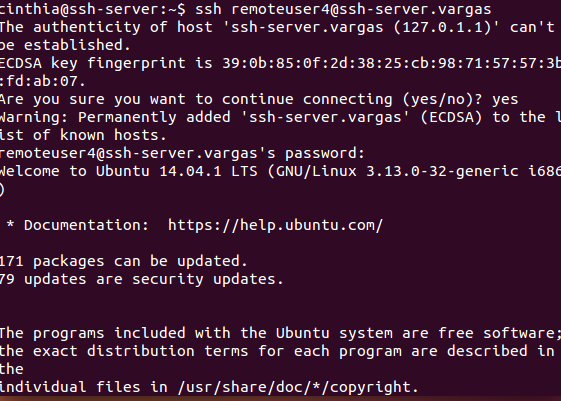 cinthia@ssh-server:~$ ssh remoteuser4@ssh-server.vargas
The authenticity of host 'ssh-server.vargas (127.0.1.1)' can't
be established.
ECDSA key fingerprint is 39:0b:85:0f:2d:38:25:cb:98:71:57:57:3b
:fd:ab:07.
Are you sure you want to continue connecting (yes/no)? yes
Warning: Permanently added 'ssh-server.vargas' (ECDSA) to the l
ist of known hosts.
remoteuser4@ssh-server.vargas's password:
Welcome to Ubuntu 14.04.1 LTS (GNU/Linux 3.13.0-32-generic i686
)
* Documentation:  https://help.ubuntu.com/
171 packages can be updated.
79 updates are security updates.
The programs included with the Ubuntu system are free software;
the exact distribution terms for each program are described in
the
individual files in /usr/share/doc/*/copyright.